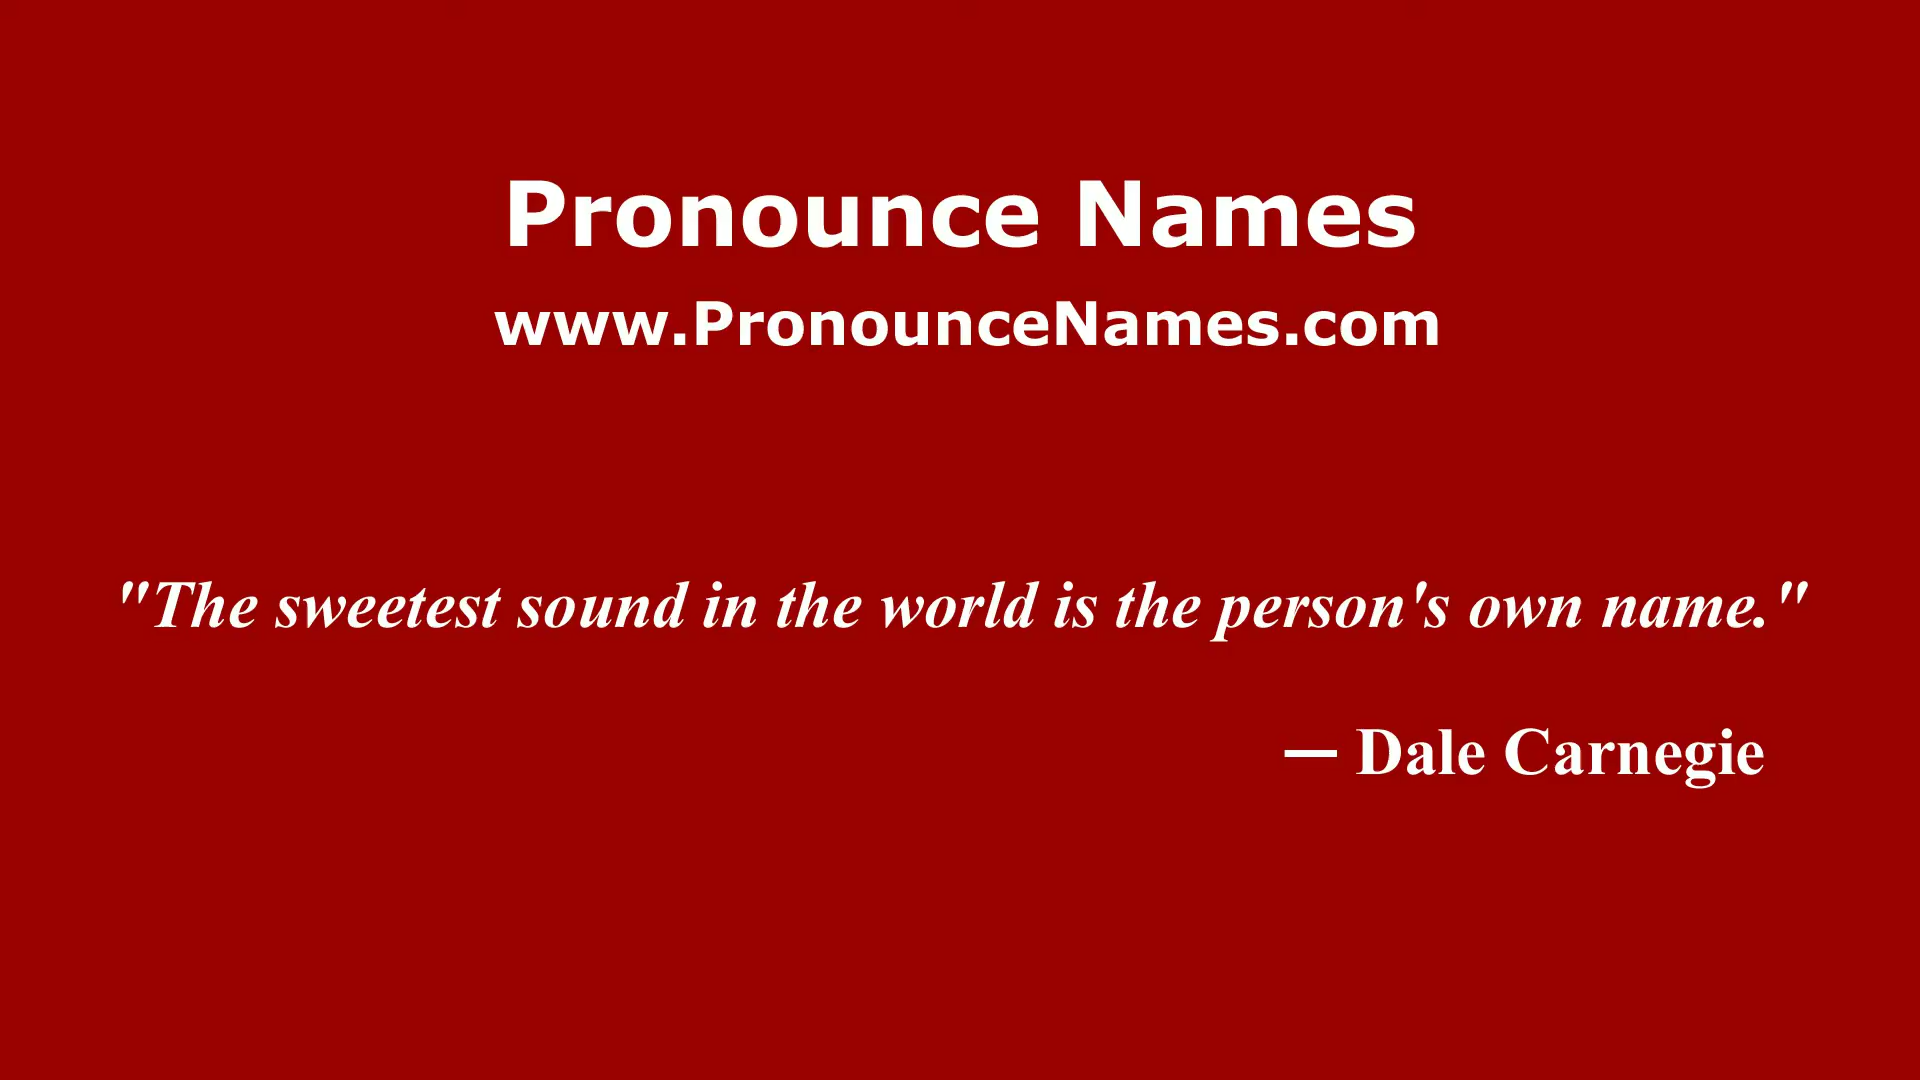 Pronounce Names
www.PronounceNames.com
"The sweetest sound in the world is the person's own name."
— Dale Carnegie